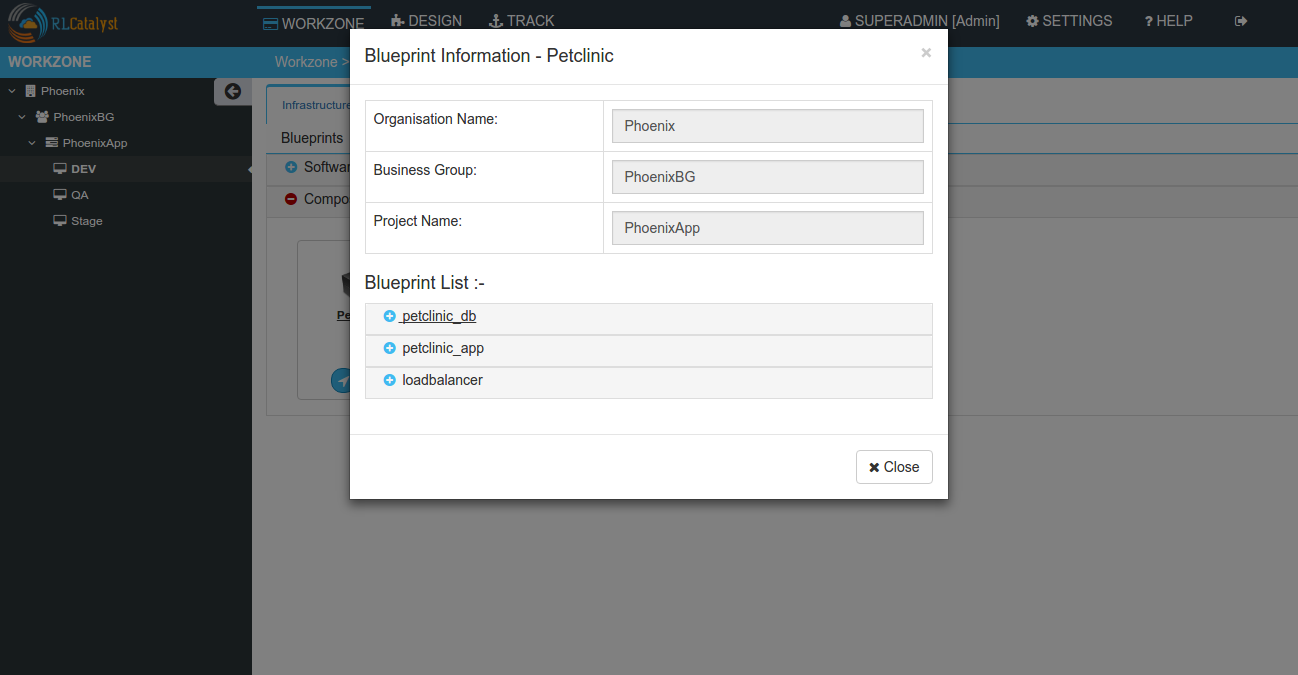 RLCatalyst
WORKZONE
DESIGN
TRACK
SUPERADMIN [Admin]
SETTINGS
? HELP
WORKZONE
Workzone >
Phoenix
PhoenixBG
PhoenixApp
DEV
QA
Stage
Infrastructure
Blueprints
Softwar
Compo
Pe
Blueprint Information - Petclinic
×
Organisation Name:
Phoenix
Business Group:
PhoenixBG
Project Name:
PhoenixApp
Blueprint List :-
petclinic_db
petclinic_app
loadbalancer
Close